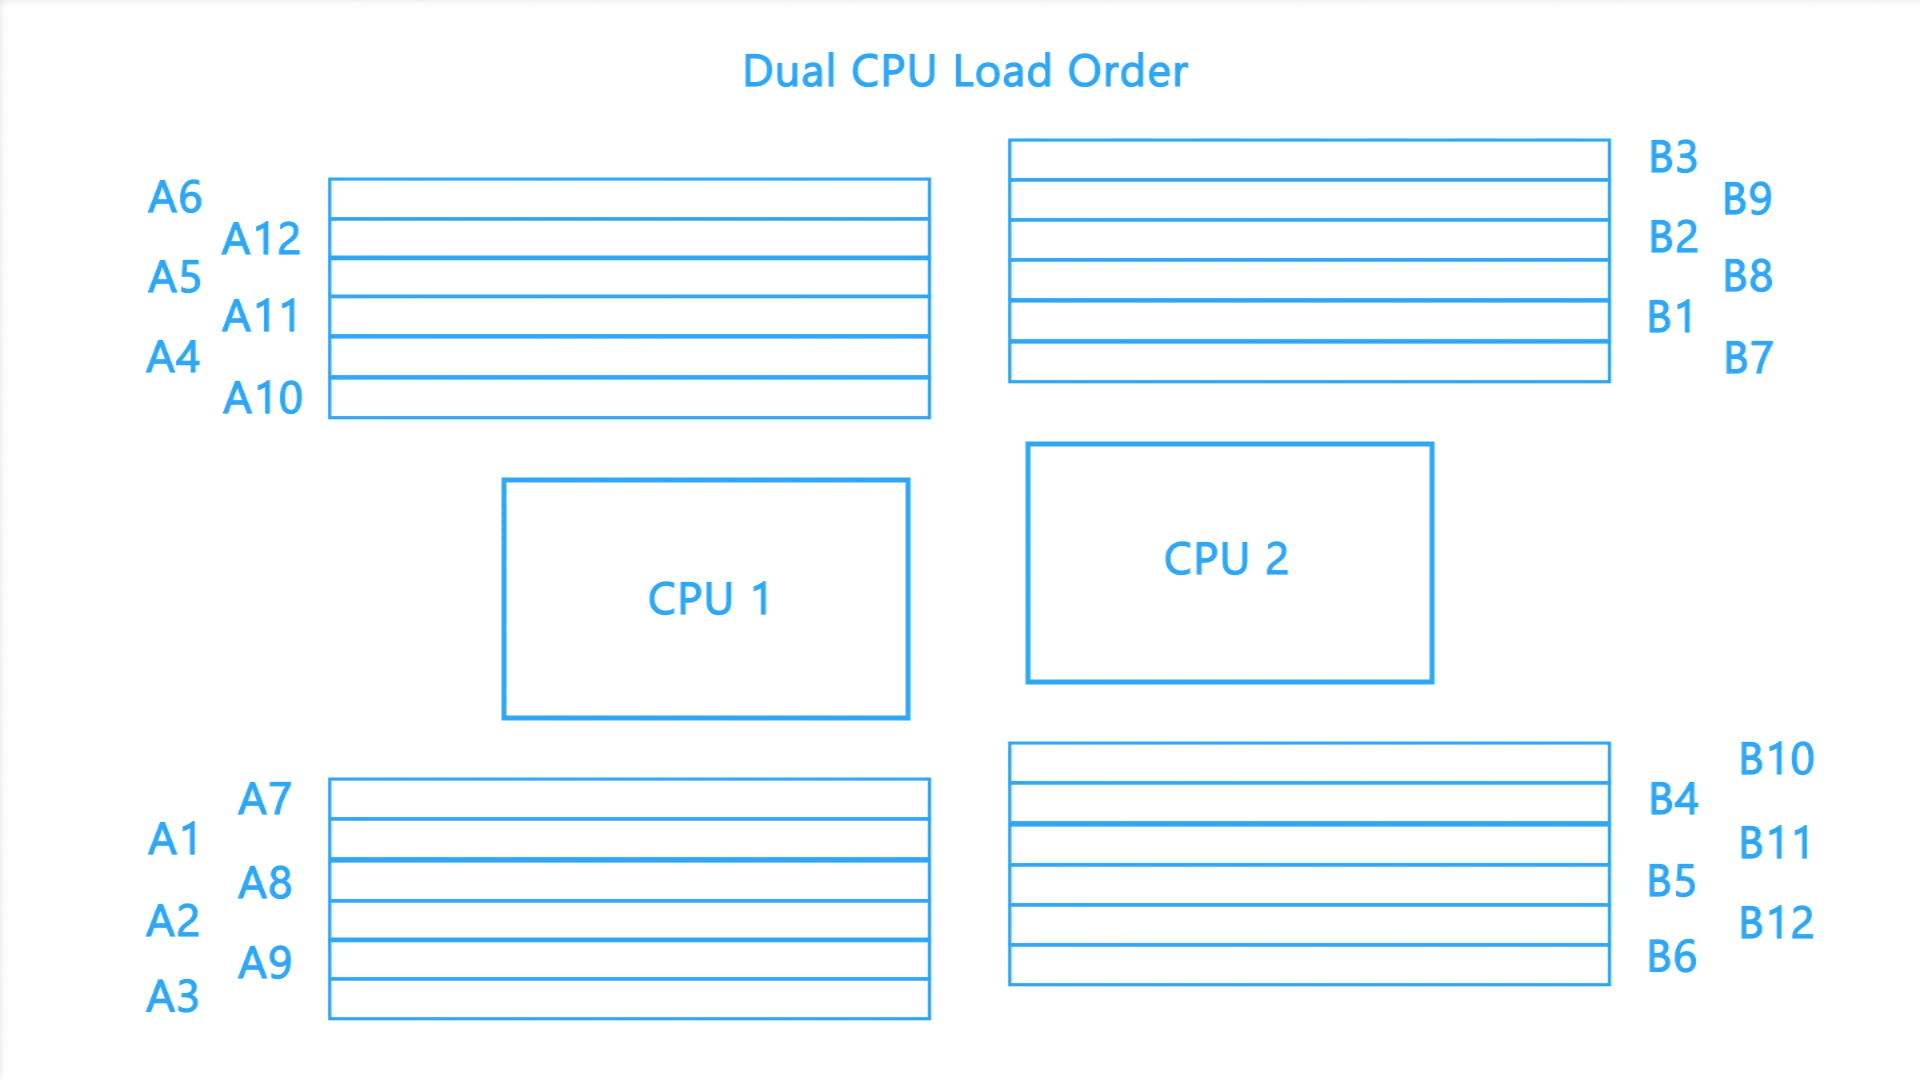 Dual CPU Load Order
A6
A12
A5
A11
A4
A10
B3
B9
B2
B8
B1
B7
CPU 1
CPU 2
A7
A1
A8
A2
A9
A3
B10
B4
B11
B5
B12
B6